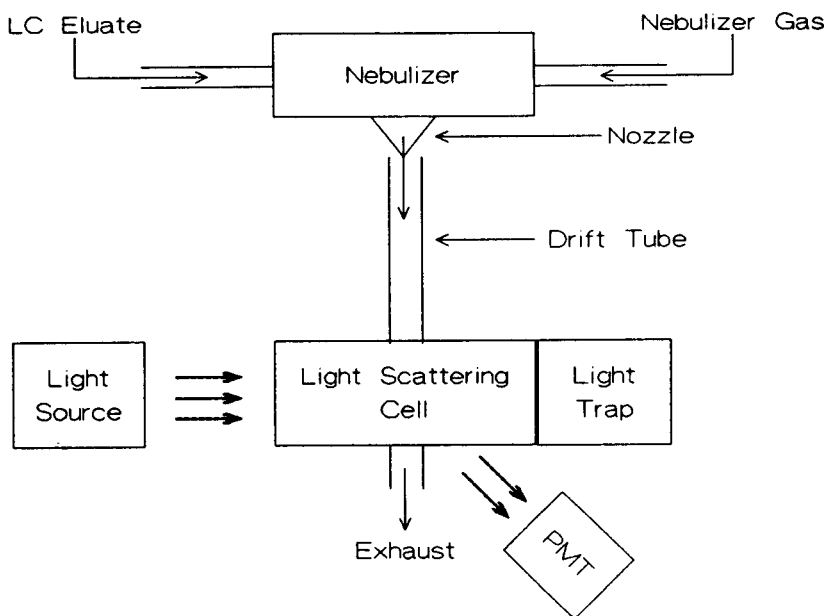 LC Eluate
Nebulizer Gas
Nebulizer
Nozzle
Drift Tube
Light
Source
Light Scattering
Cell
Light
Trap
Exhaust
PMT